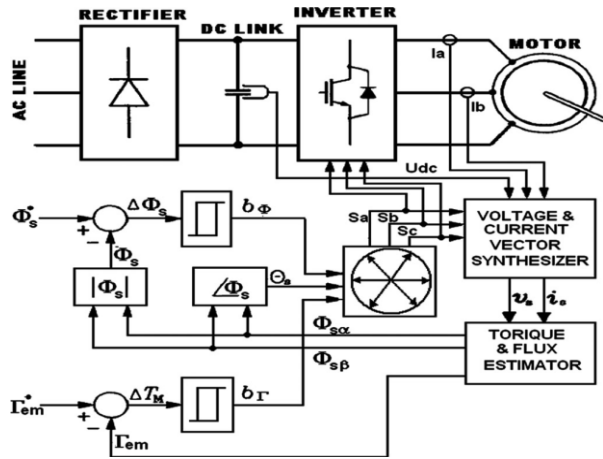 RECTIFIER
DC LINK
INVERTER
MOTOR
AC LINE
Ia
Ib
Udc
Φs*
+
−
ΔΦs
bΦ
Φs
|Φs|
∠Φs
Θs
Sa
Sb
Sc
VOLTAGE &
CURRENT
VECTOR
SYNTHESIZER
vs
is
Φsα
Φsβ
TORIQUE
&
FLUX
ESTIMATOR
Γem*
+
−
ΔTM
bΓ
Γem